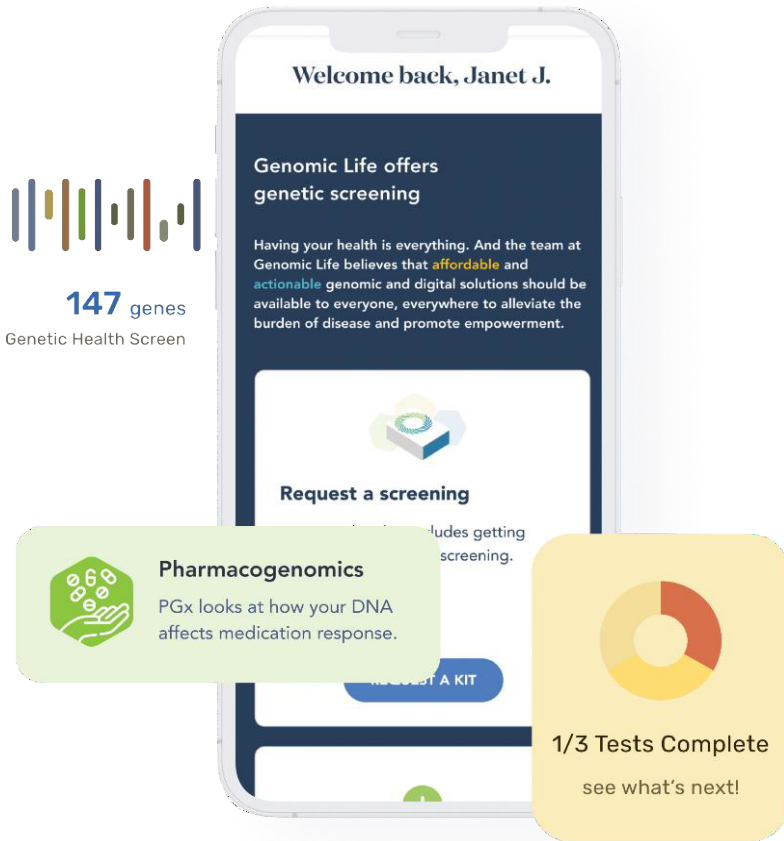 Welcome back, Janet J.
Genomic Life offers
genetic screening
Having your health is everything. And the team at
Genomic Life believes that affordable and
actionable genomic and digital solutions should be
available to everyone, everywhere to alleviate the
burden of disease and promote empowerment.
147 genes
Genetic Health Screen
Request a screening
getting
screening.
Pharmacogenomics
PGx looks at how your DNA
affects medication response.
REQUEST A KIT
1/3 Tests Complete
see what's next!